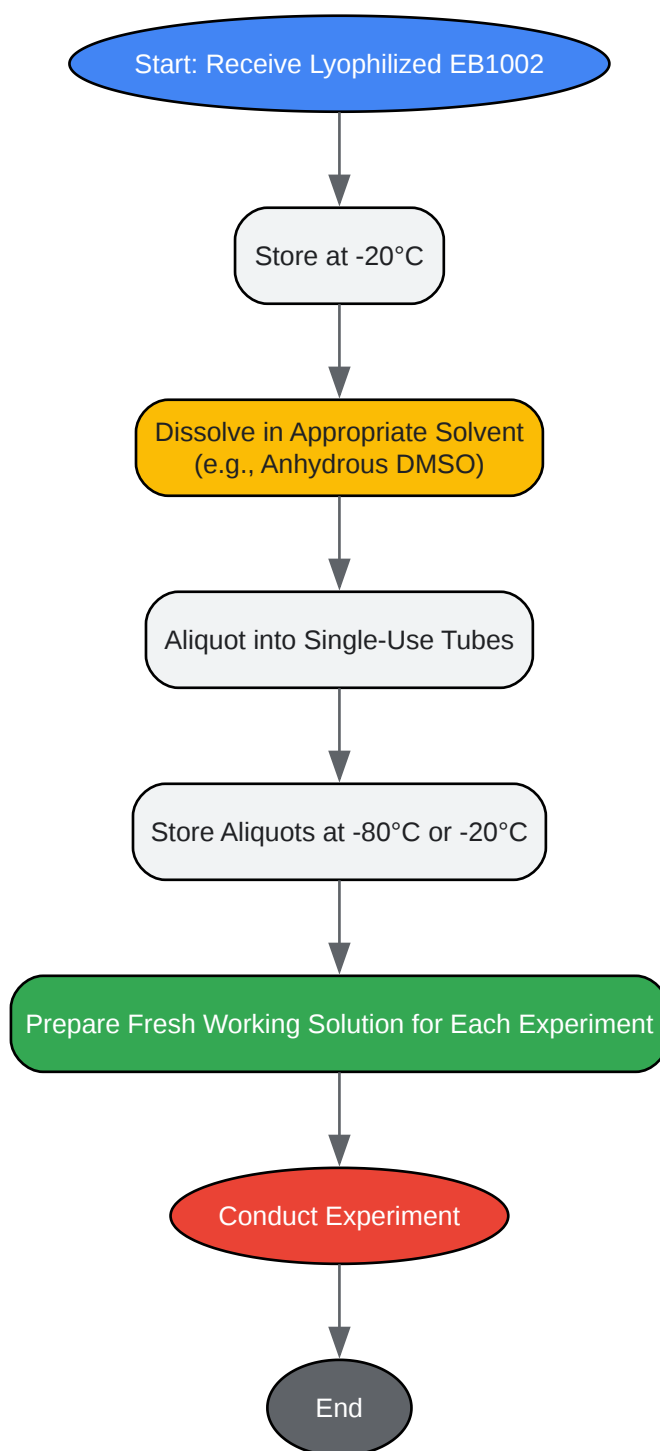 Start: Receive Lyophilized EB1002
Store at -20°C
Dissolve in Appropriate Solvent
(e.g., Anhydrous DMSO)
Aliquot into Single-Use Tubes
Store Aliquots at -80°C or -20°C
Prepare Fresh Working Solution for Each Experiment
Conduct Experiment
End